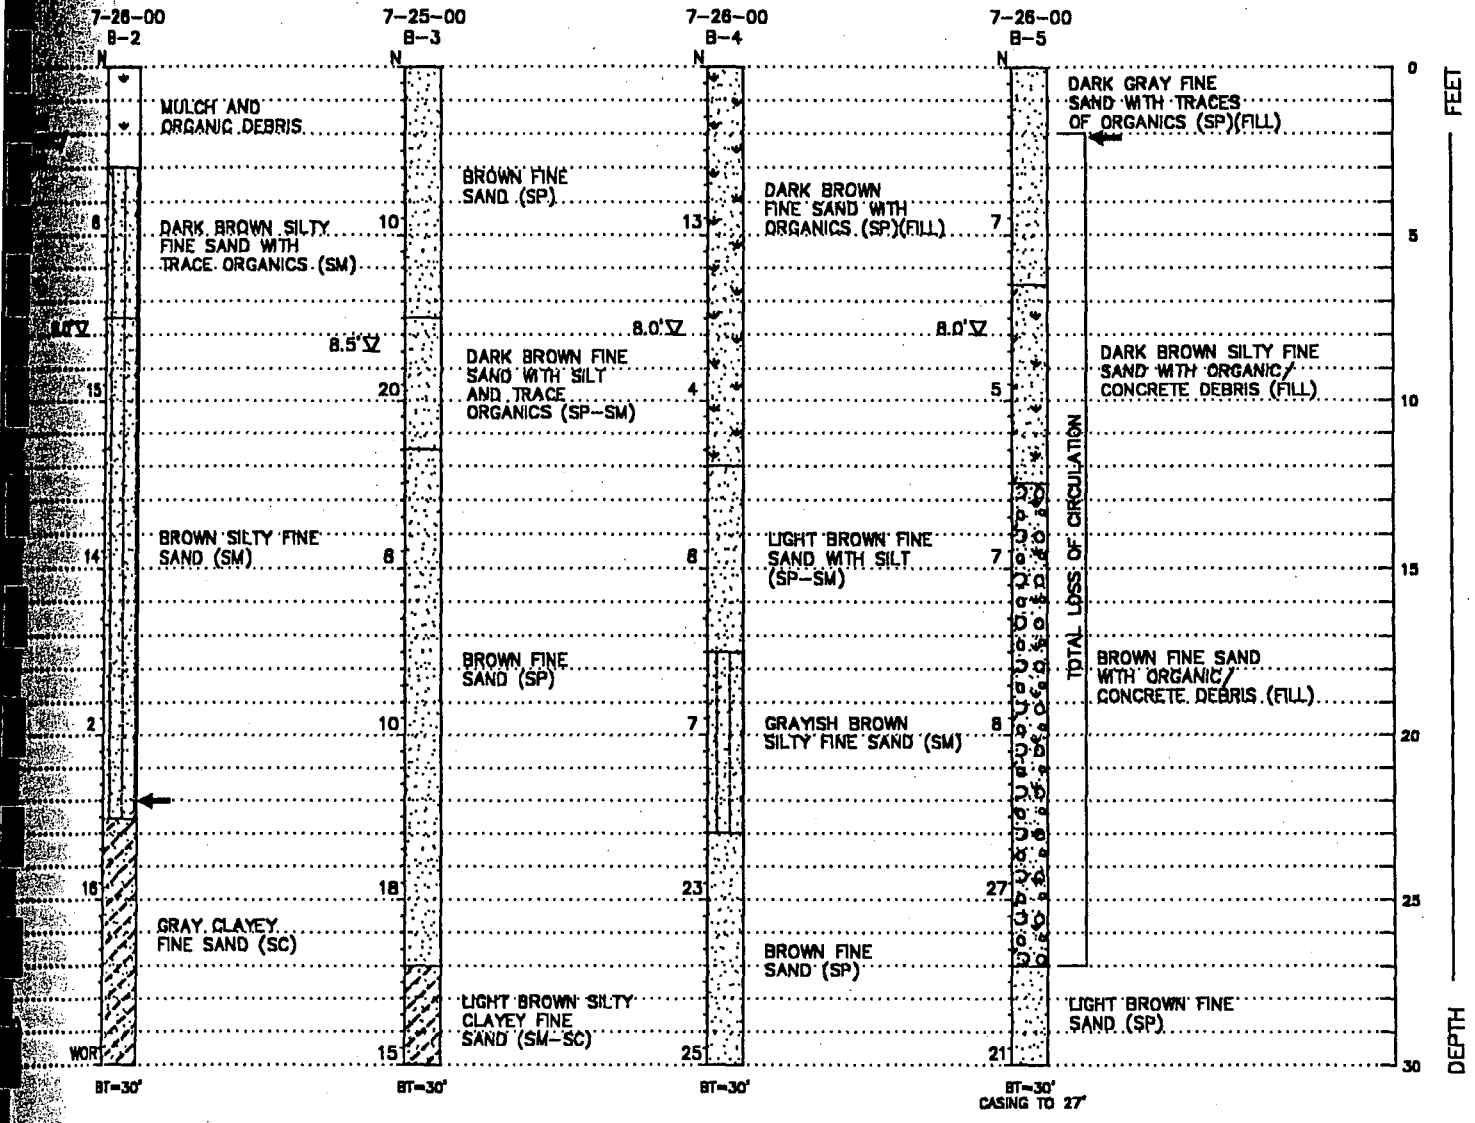 7-26-00
B-2
N
MULCH AND
ORGANIC DEBRIS
6
DARK BROWN SILTY
FINE SAND WITH
TRACE ORGANICS (SM)
8.0'
15
BROWN SILTY FINE
SAND (SM)
14
2
16
GRAY CLAYEY
FINE SAND (SC)
WOR
BT=30'
7-25-00
B-3
N
BROWN FINE
SAND (SP)
10
8.5'
DARK BROWN FINE
SAND WITH SILT
AND TRACE
ORGANICS (SP-SM)
20
6
BROWN FINE
SAND (SP)
10
18
LIGHT BROWN SILTY
CLAYEY FINE
SAND (SM-SC)
15
BT=30'
7-26-00
B-4
N
DARK BROWN
FINE SAND WITH
ORGANICS (SP)(FILL)
13
8.0'
4
LIGHT BROWN FINE
SAND WITH SILT
(SP-SM)
6
7
GRAYISH BROWN
SILTY FINE SAND (SM)
23
BROWN FINE
SAND (SP)
25
BT=30'
7-26-00
B-5
N
DARK GRAY FINE
SAND WITH TRACES
OF ORGANICS (SP)(FILL)
7
8.0'
DARK BROWN SILTY FINE
SAND WITH ORGANIC/
CONCRETE DEBRIS (FILL)
5
TOTAL LOSS OF CIRCULATION
7
BROWN FINE SAND
WITH ORGANIC/
CONCRETE DEBRIS (FILL)
8
27
LIGHT BROWN FINE
SAND (SP)
21
BT=30'
CASING TO 27'
0
5
10
15
20
25
30
FEET
DEPTH